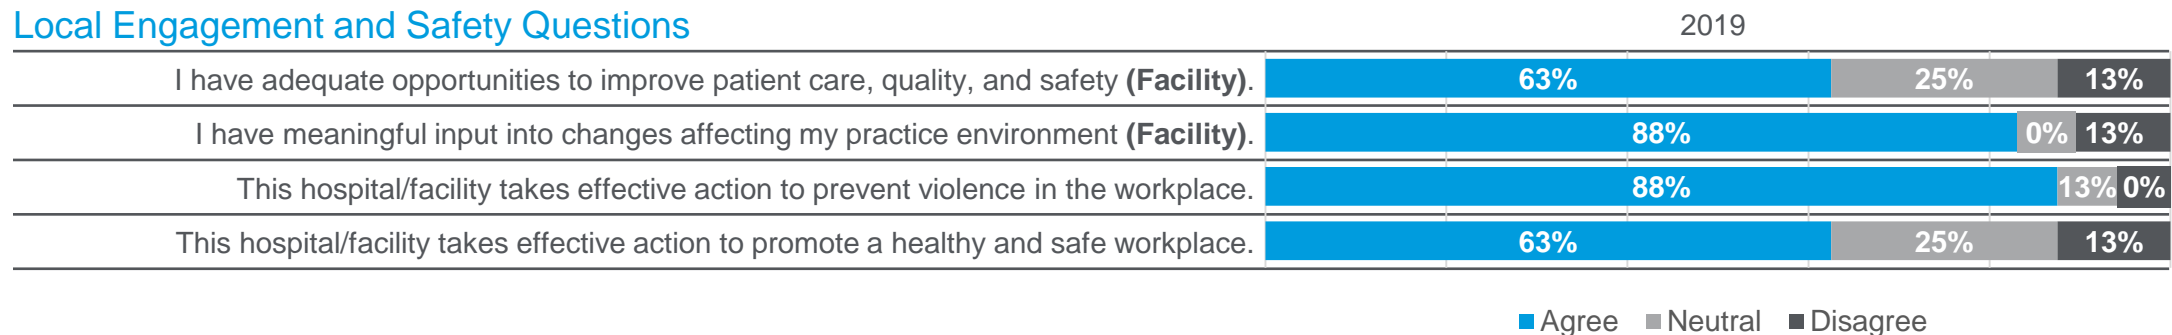 Local Engagement and Safety Questions 2019
I have adequate opportunities to improve patient care, quality, and safety (Facility). 63% 25% 13%
I have meaningful input into changes affecting my practice environment (Facility). 88% 0% 13%
This hospital/facility takes effective action to prevent violence in the workplace. 88% 13% 0%
This hospital/facility takes effective action to promote a healthy and safe workplace. 63% 25% 13%
Agree Neutral Disagree